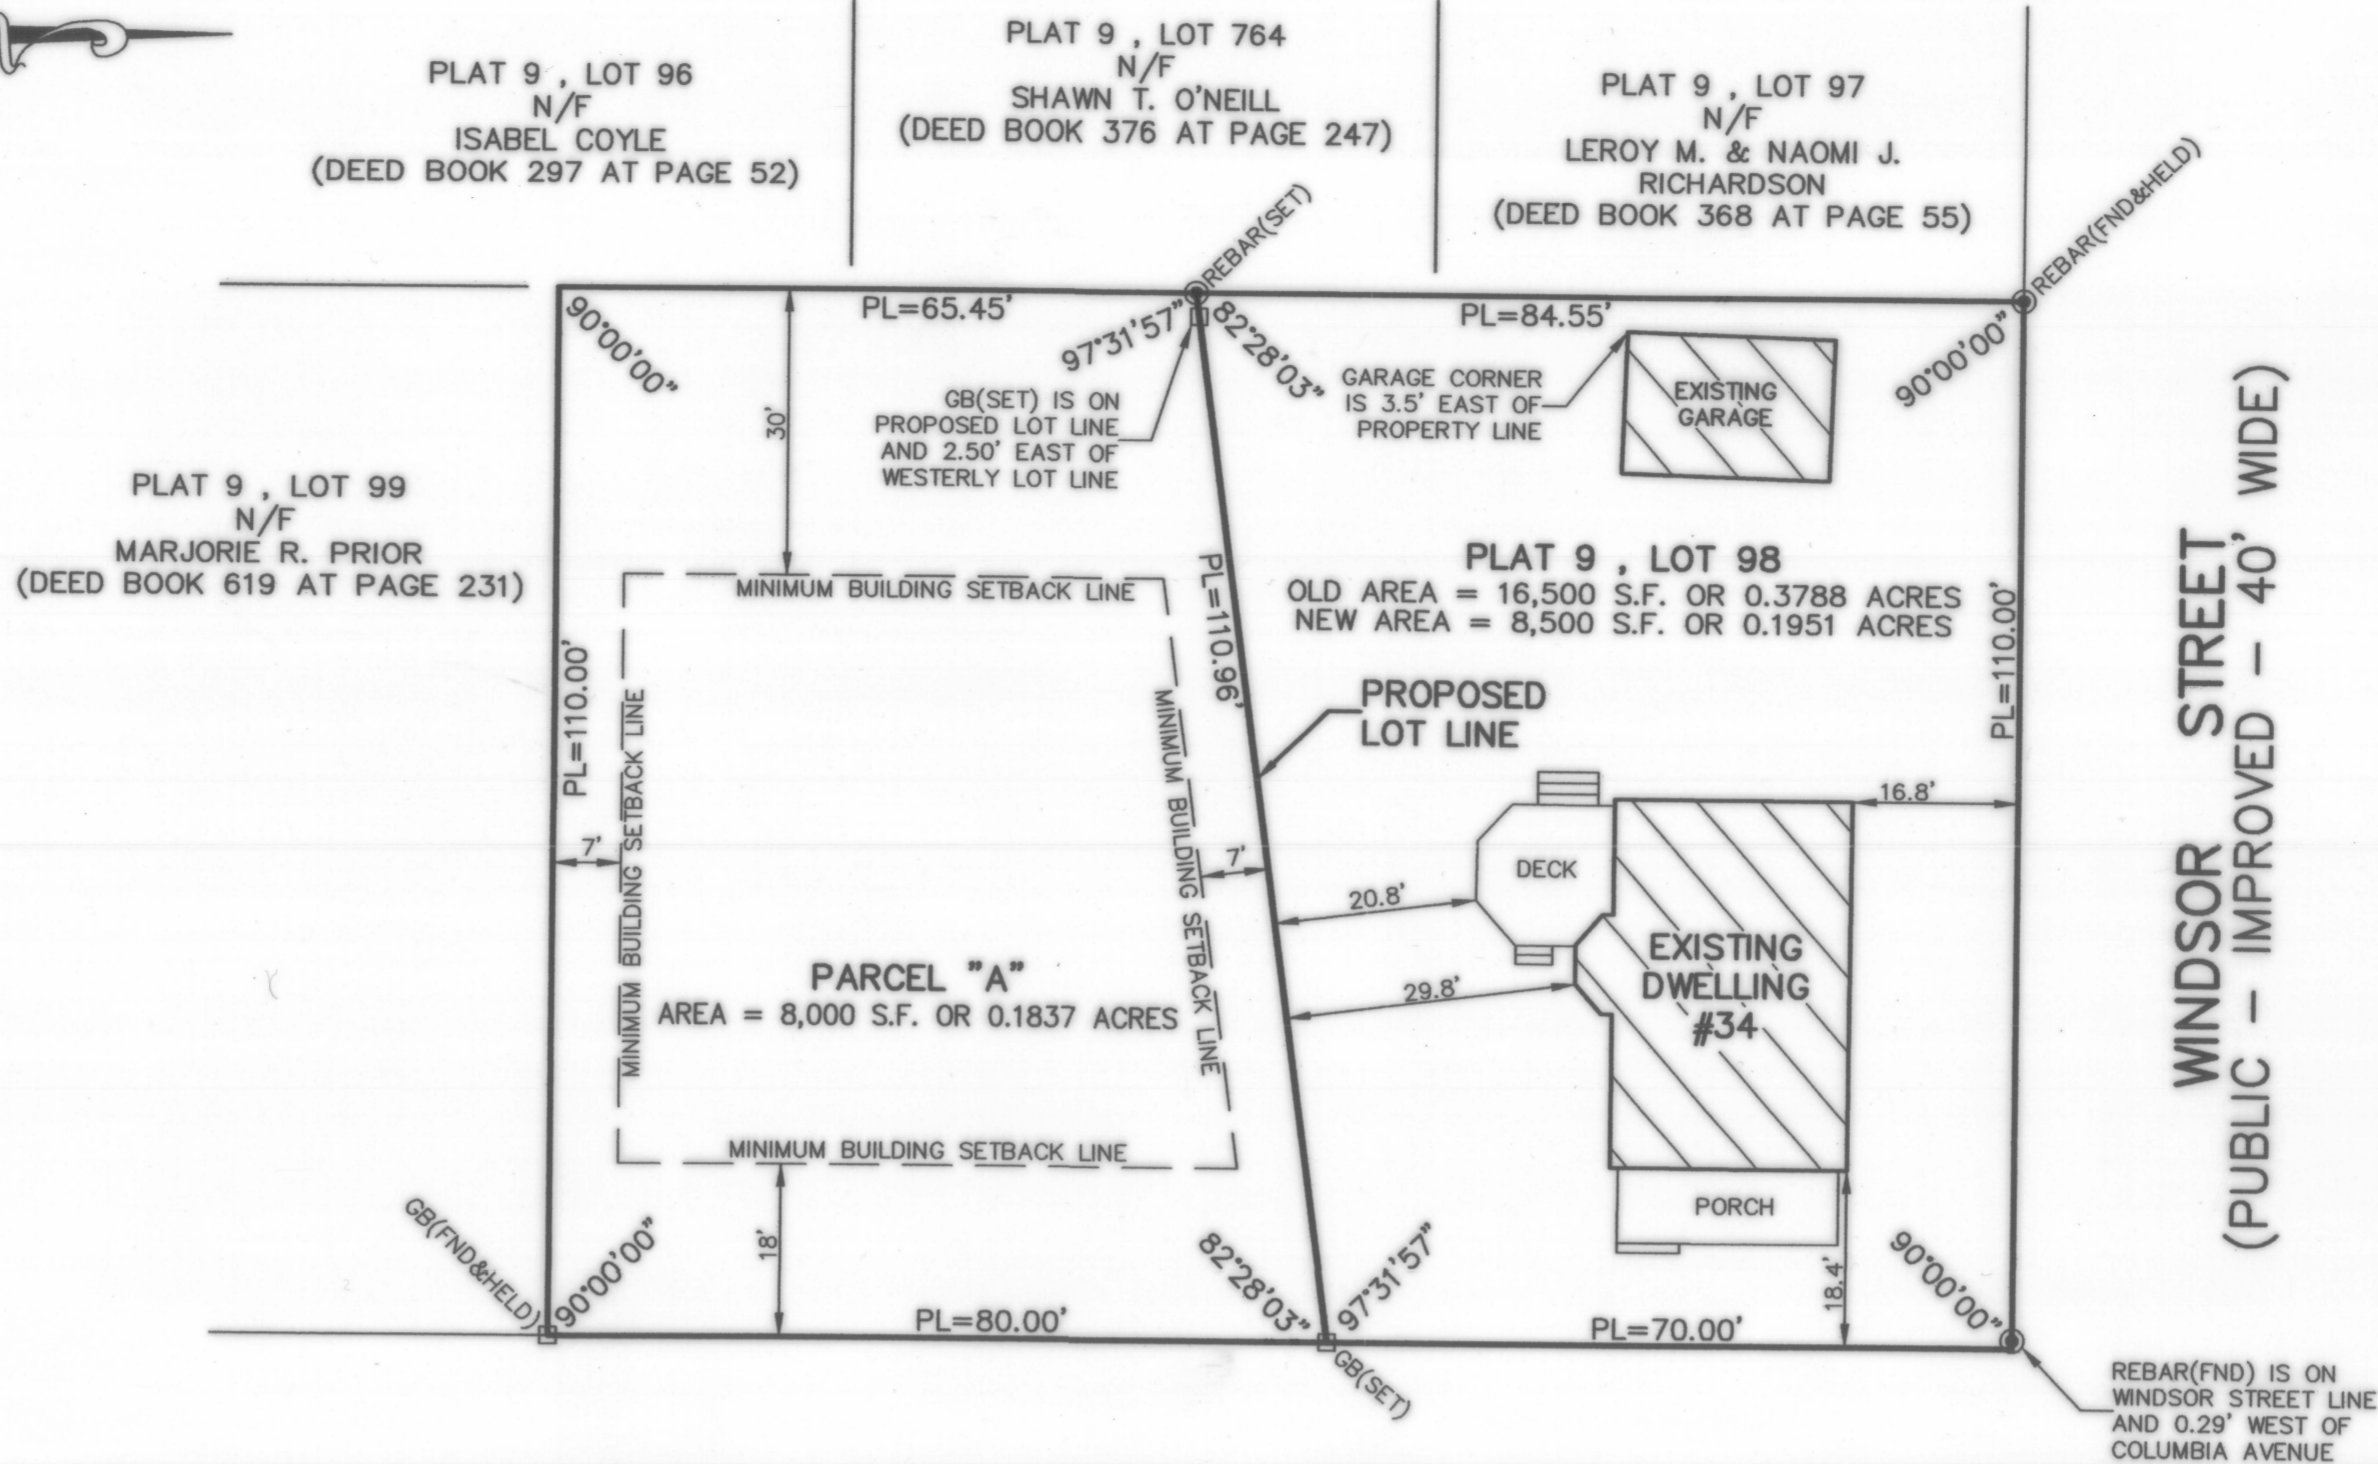 PLAT 9 , LOT 96
N/F
ISABEL COYLE
(DEED BOOK 297 AT PAGE 52)
PLAT 9 , LOT 764
N/F
SHAWN T. O'NEILL
(DEED BOOK 376 AT PAGE 247)
PLAT 9 , LOT 97
N/F
LEROY M. & NAOMI J.
RICHARDSON
(DEED BOOK 368 AT PAGE 55)
REBAR(SET)
REBAR(FND&HELD)
PL=65.45'
PL=84.55'
90°00'00"
97°31'57"
82°28'03"
90°00'00"
30'
GB(SET) IS ON
PROPOSED LOT LINE
AND 2.50' EAST OF
WESTERLY LOT LINE
GARAGE CORNER
IS 3.5' EAST OF
PROPERTY LINE
EXISTING
GARAGE
PLAT 9 , LOT 99
N/F
MARJORIE R. PRIOR
(DEED BOOK 619 AT PAGE 231)
MINIMUM BUILDING SETBACK LINE
PLAT 9 , LOT 98
OLD AREA = 16,500 S.F. OR 0.3788 ACRES
NEW AREA = 8,500 S.F. OR 0.1951 ACRES
PL=110.00'
PL=110.96'
PL=110.00'
PROPOSED
LOT LINE
MINIMUM BUILDING SETBACK LINE
MINIMUM BUILDING SETBACK LINE
7'
7'
16.8'
DECK
20.8'
29.8'
EXISTING
DWELLING
#34
PARCEL "A"
AREA = 8,000 S.F. OR 0.1837 ACRES
MINIMUM BUILDING SETBACK LINE
PORCH
18'
18.4'
GB(FND&HELD)
90°00'00"
82°28'03"
97°31'57"
90°00'00"
PL=80.00'
PL=70.00'
GB(SET)
REBAR(FND) IS ON
WINDSOR STREET LINE
AND 0.29' WEST OF
COLUMBIA AVENUE
WINDSOR STREET
(PUBLIC - IMPROVED - 40' WIDE)